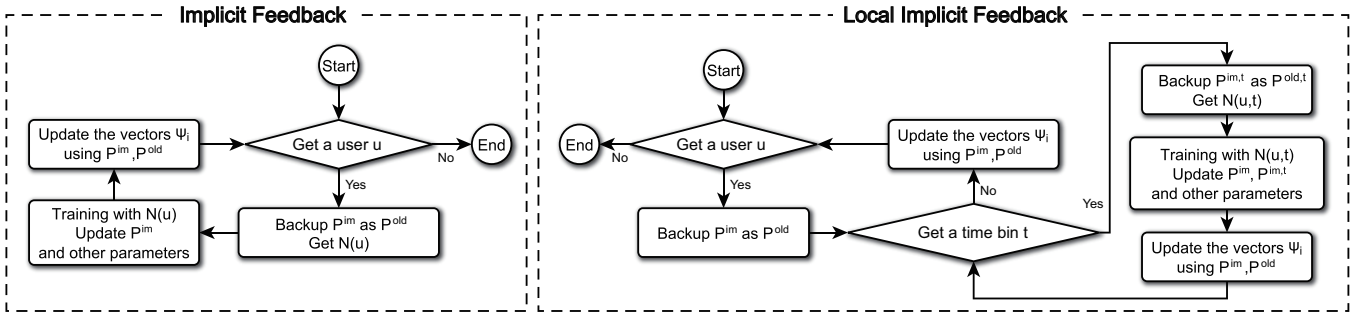 Implicit Feedback
Start
Get a user u
No
End
Yes
Backup Pⁱᵐ as Pᵒˡᵈ
Get N(u)
Training with N(u)
Update Pⁱᵐ
and other parameters
Update the vectors Ψᵢ
using Pⁱᵐ,Pᵒˡᵈ
Local Implicit Feedback
Start
Get a user u
No
End
Yes
Backup Pⁱᵐ as Pᵒˡᵈ
Get a time bin t
No
Update the vectors Ψᵢ
using Pⁱᵐ,Pᵒˡᵈ
Yes
Backup Pⁱᵐ,ᵗ as Pᵒˡᵈ,ᵗ
Get N(u,t)
Training with N(u,t)
Update Pⁱᵐ, Pⁱᵐ,ᵗ
and other parameters
Update the vectors Ψᵢ
using Pⁱᵐ,Pᵒˡᵈ